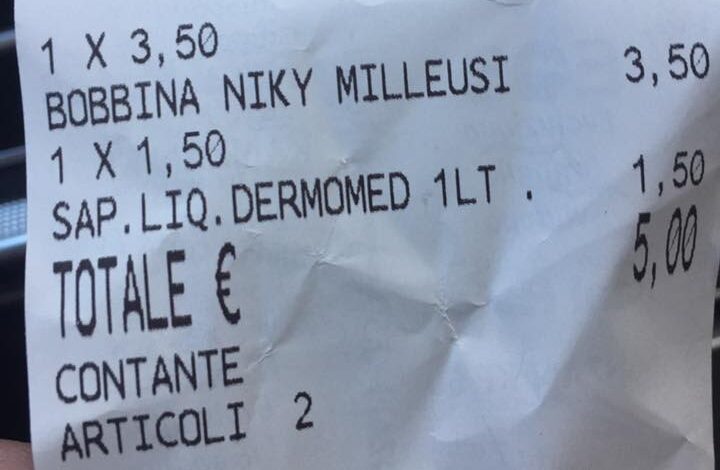 1 X 3,50
BOBBINA NIKY MILLEUSI 3,50
1 X 1,50
SAP.LIQ.DERMOMED 1LT . 1,50
TOTALE € 5,00
CONTANTE
ARTICOLI 2